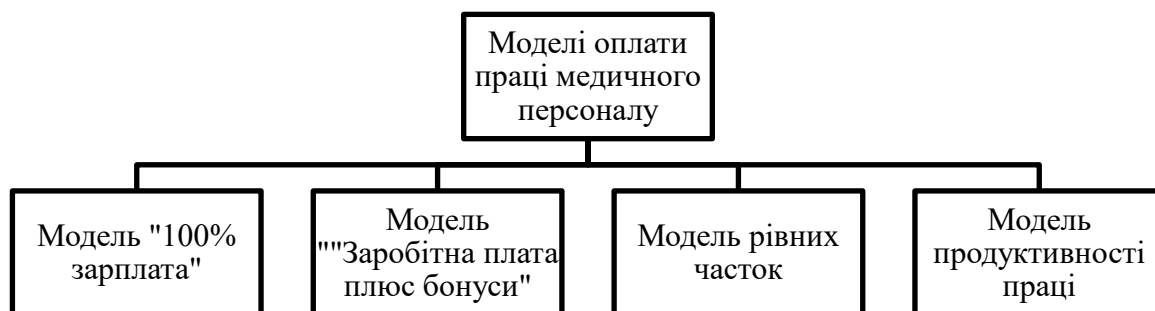 Моделі оплати
праці медичного
персоналу
Модель "100%
зарплата"
Модель
""Заробітна плата
плюс бонуси"
Модель рівних
часток
Модель
продуктивності
праці